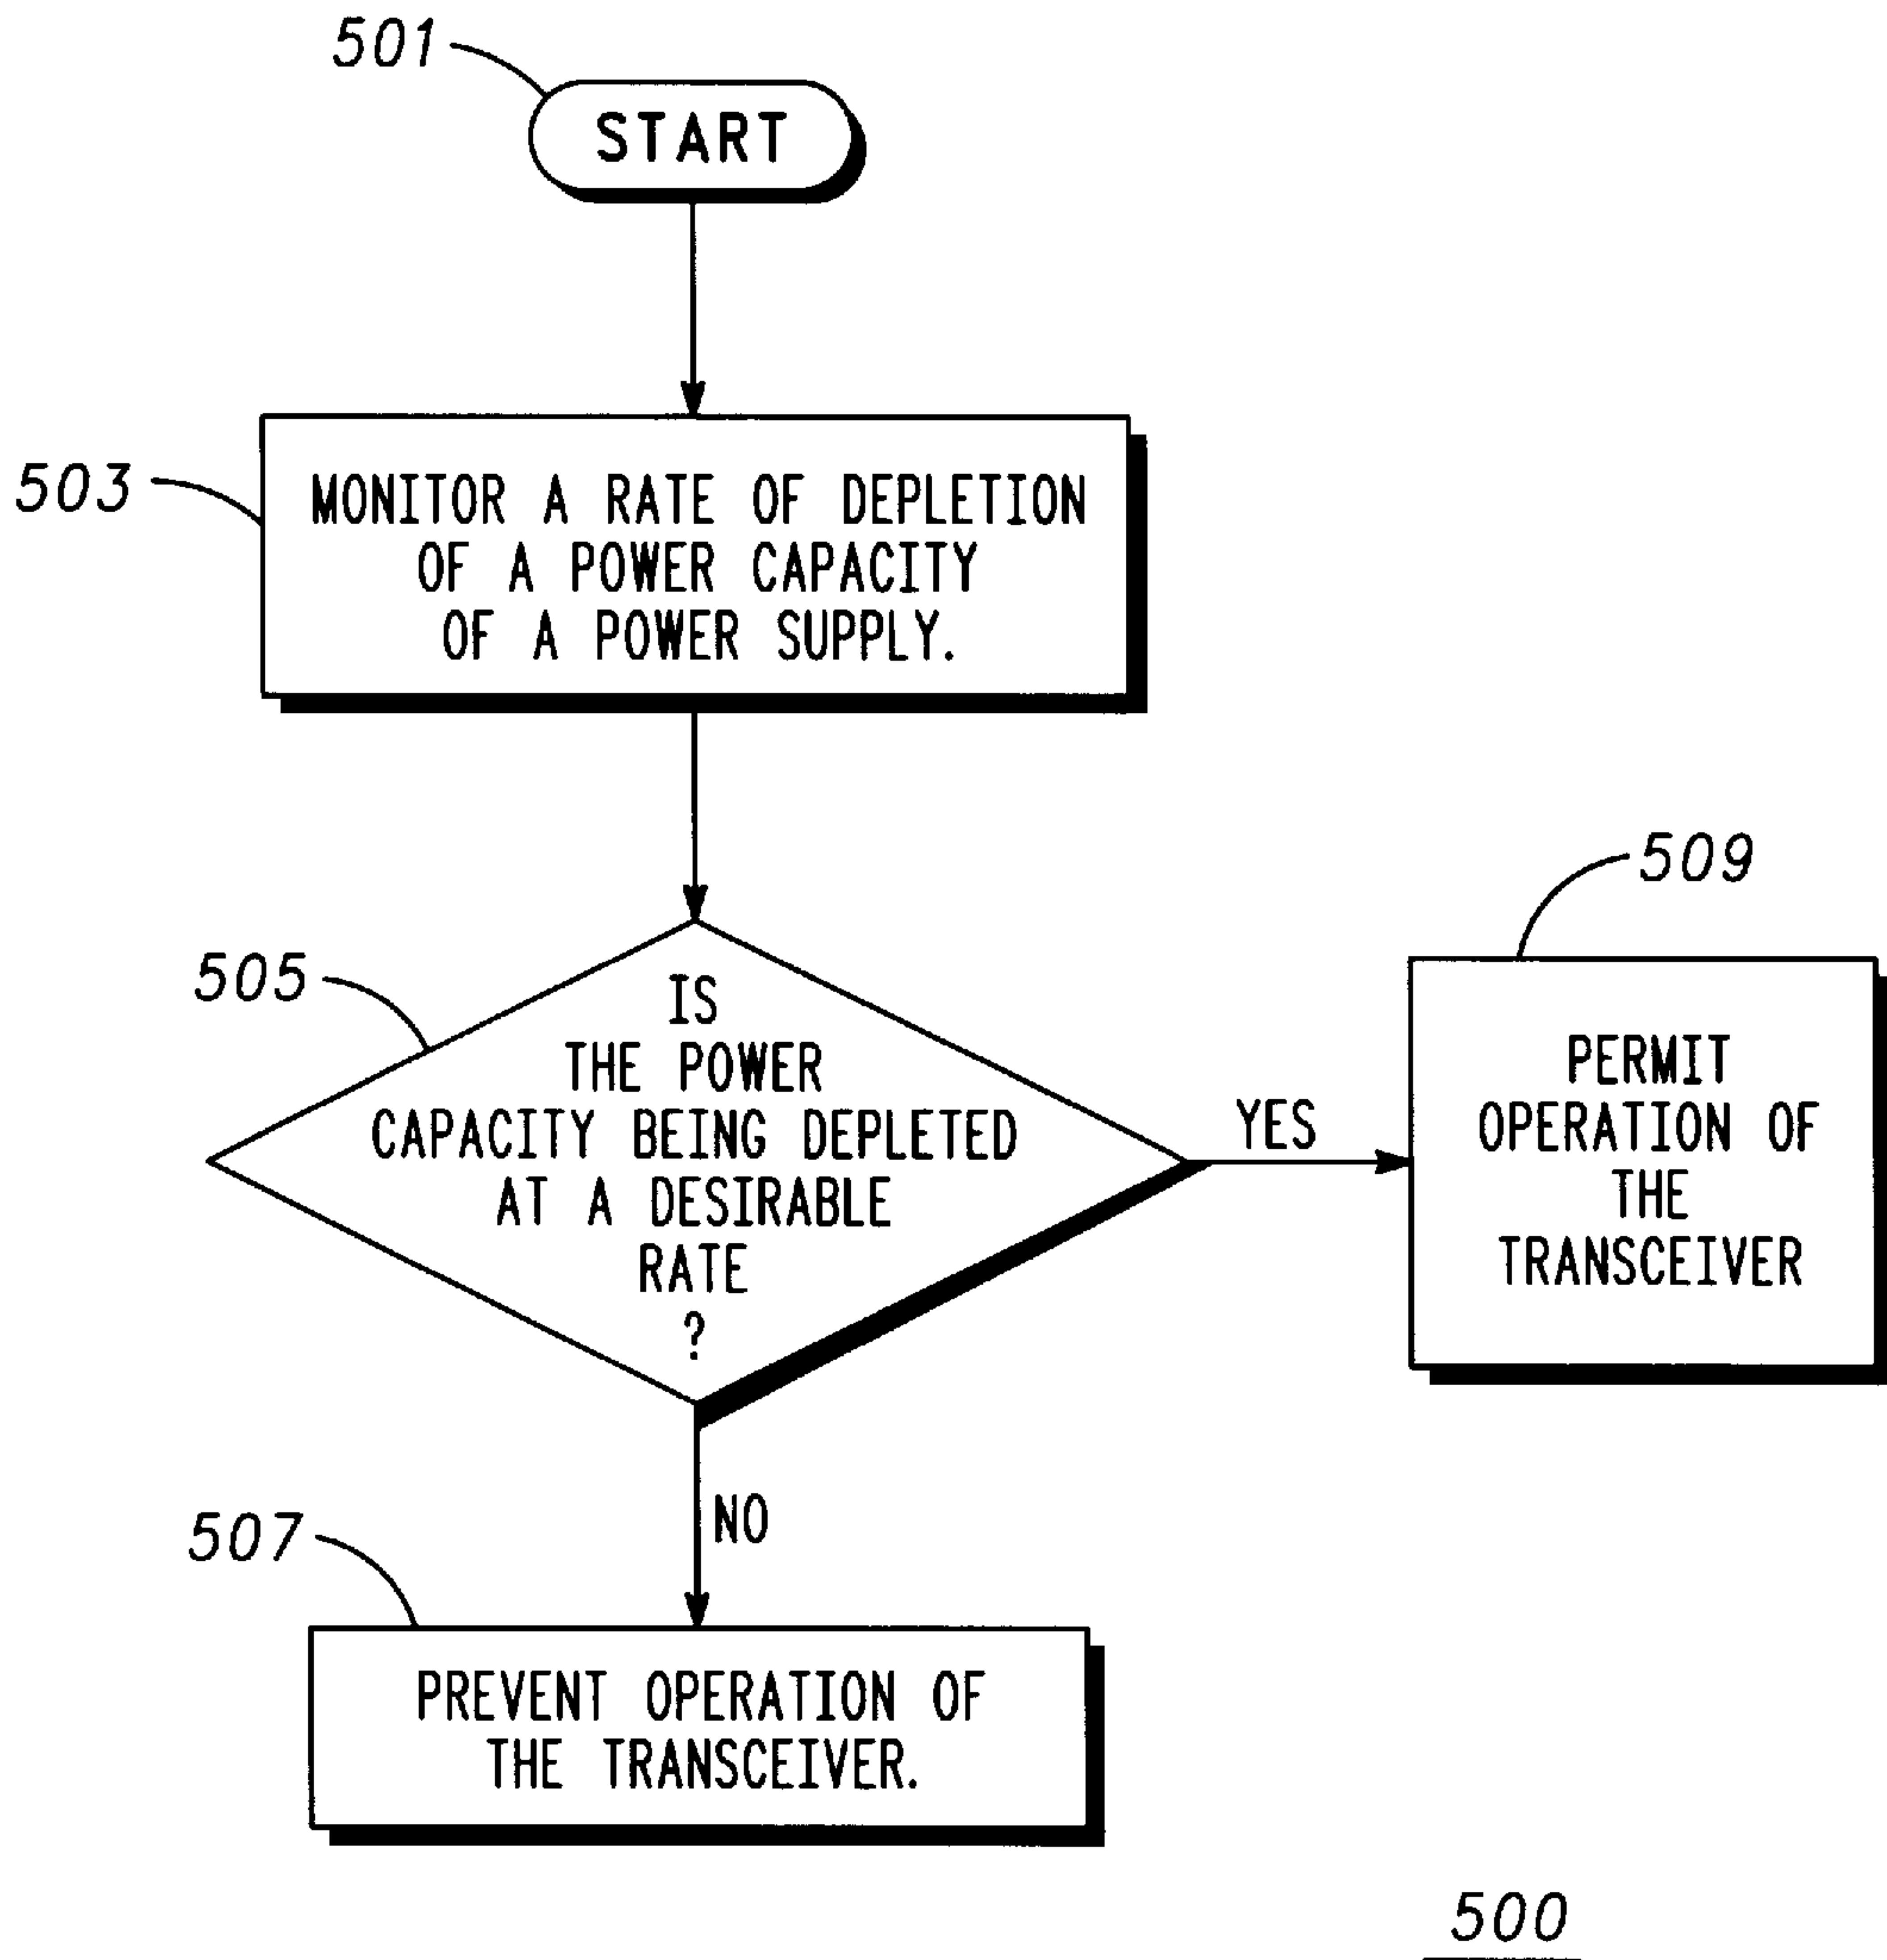 501
START
503
MONITOR A RATE OF DEPLETION
OF A POWER CAPACITY
OF A POWER SUPPLY.
505
IS
THE POWER
CAPACITY BEING DEPLETED
AT A DESIRABLE
RATE
?
YES
509
PERMIT
OPERATION OF
THE
TRANSCEIVER
NO
507
PREVENT OPERATION OF
THE TRANSCEIVER.
500